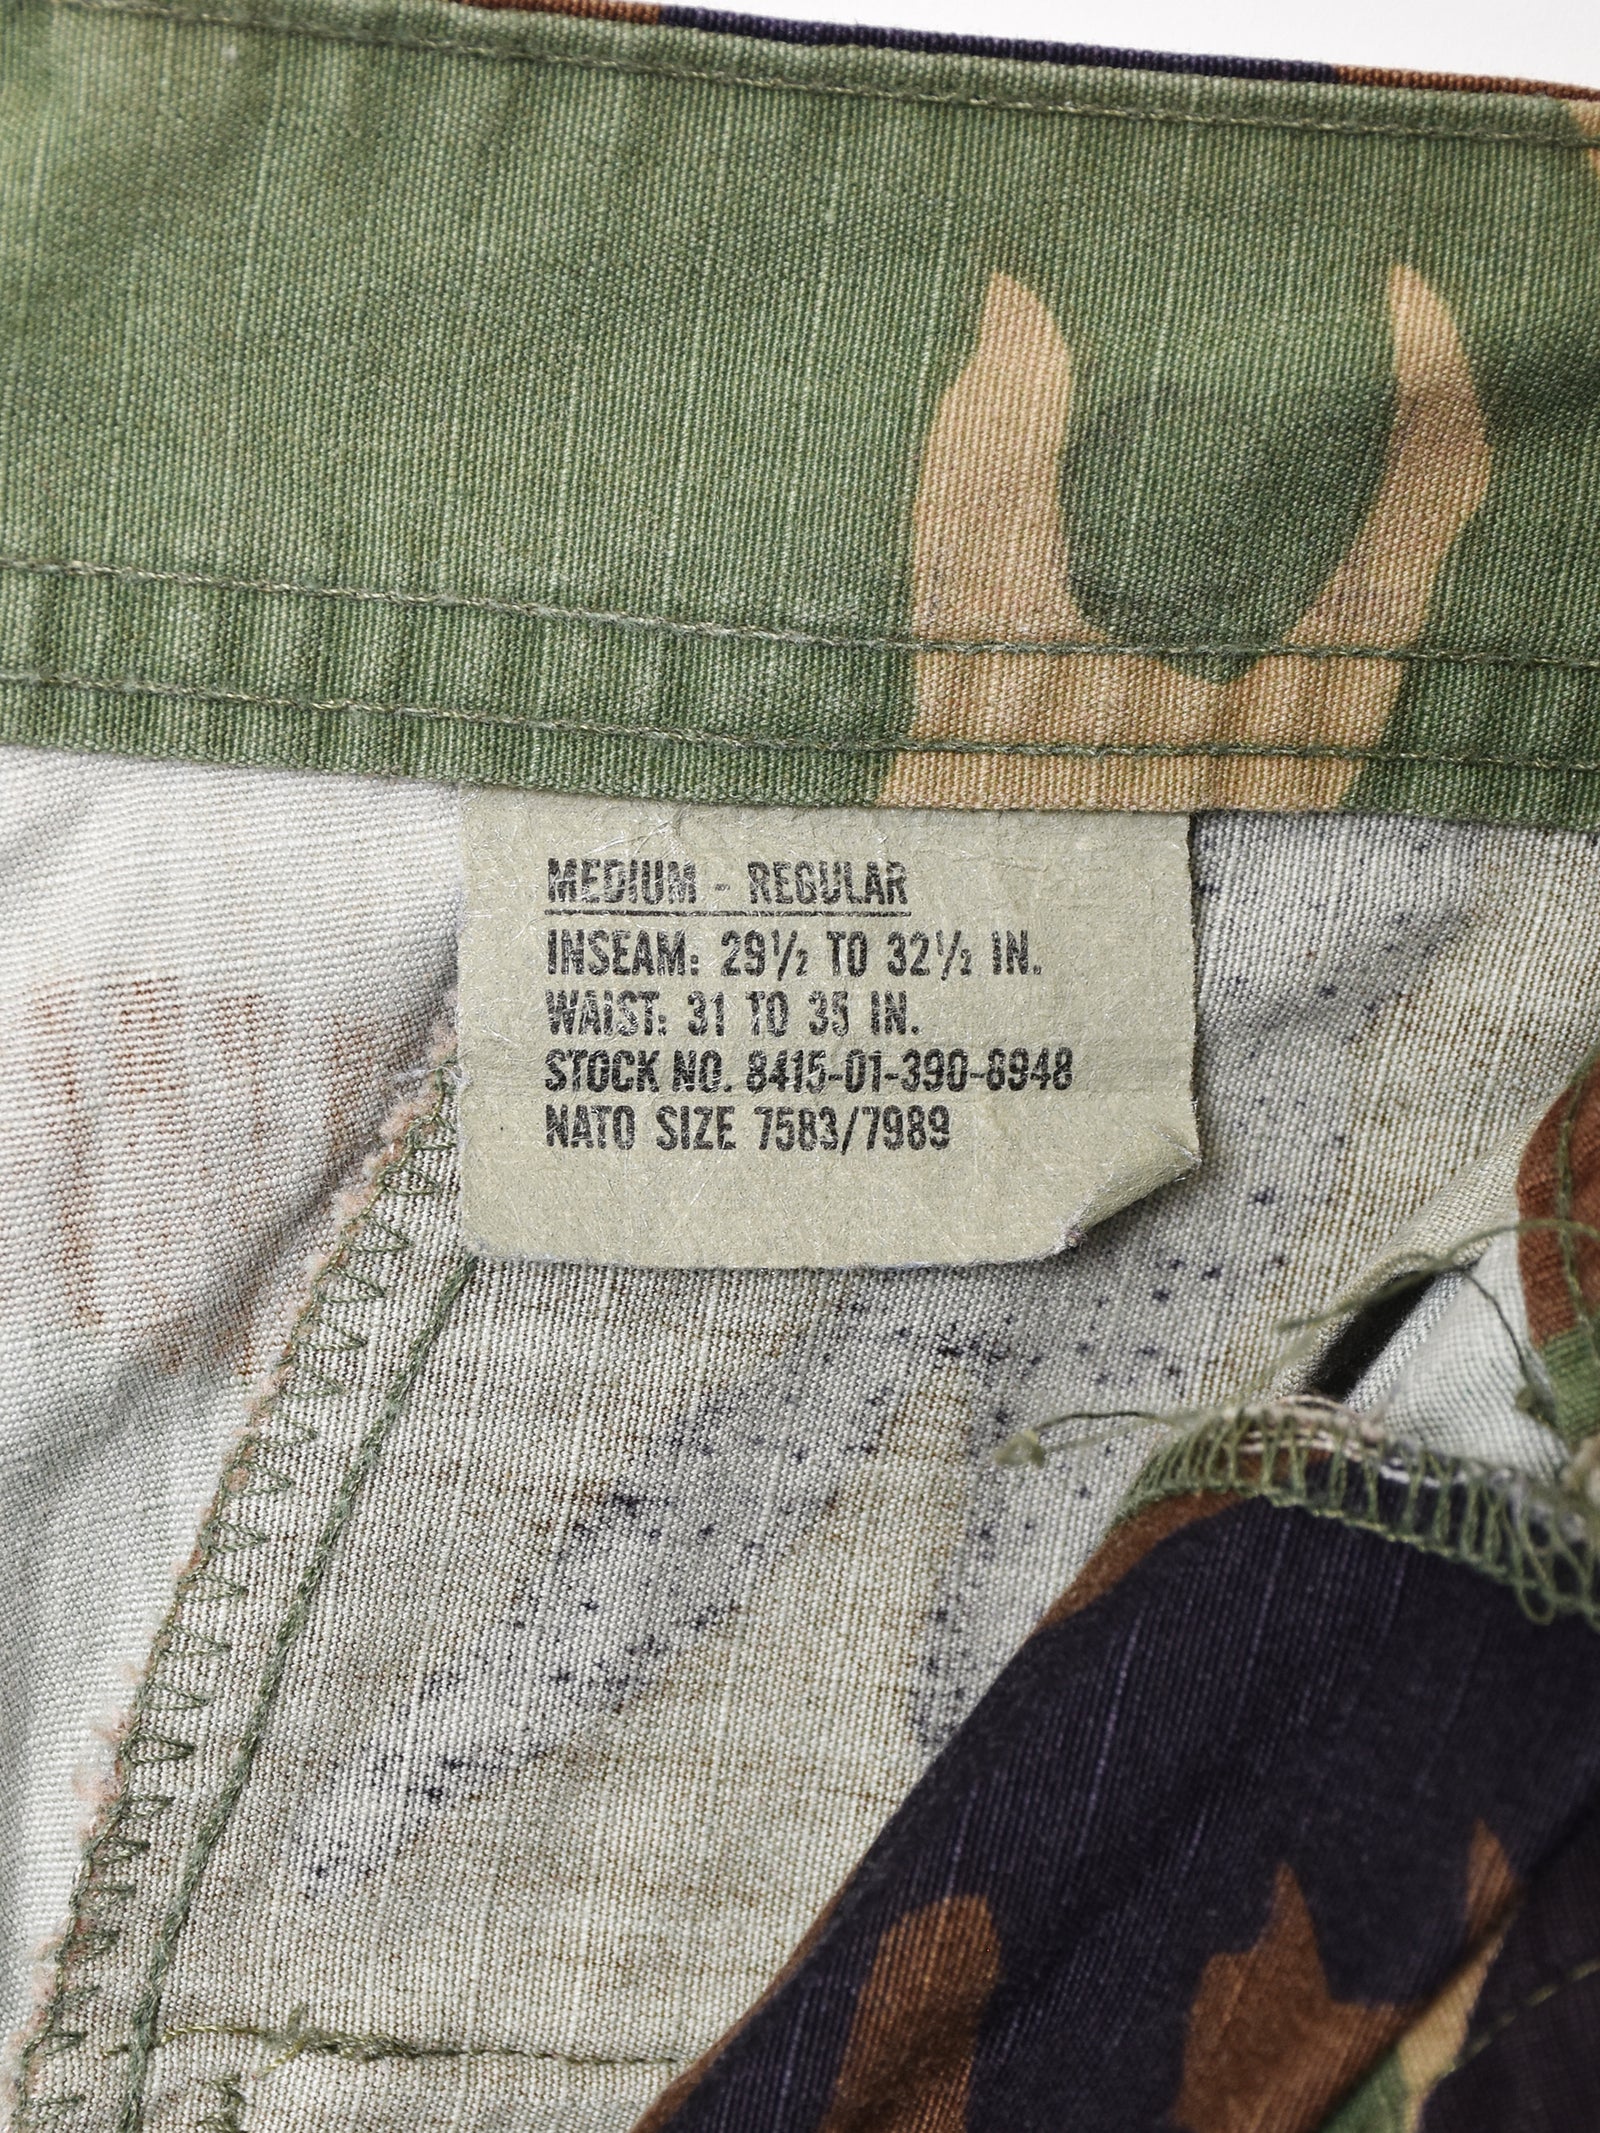 MEDIUM - REGULAR
INSEAM: 29½ TO 32½ IN.
WAIST: 31 TO 35 IN.
STOCK NO. 8415-01-390-8948
NATO SIZE 7583/7989